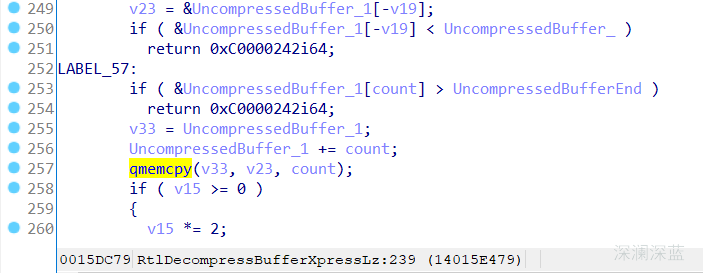 249 v23 = &UncompressedBuffer_1[-v19];
250 if ( &UncompressedBuffer_1[-v19] < UncompressedBuffer_ )
251 return 0xC0000242i64;
252 LABEL_57:
253 if ( &UncompressedBuffer_1[count] > UncompressedBufferEnd )
254 return 0xC0000242i64;
255 v33 = UncompressedBuffer_1;
256 UncompressedBuffer_1 += count;
257 qmemcpy(v33, v23, count);
258 if ( v15 >= 0 )
259 {
260 v15 *= 2;
0015DC79 RtlDecompressBufferXpressLz:239 (14015E479)
深澜深蓝